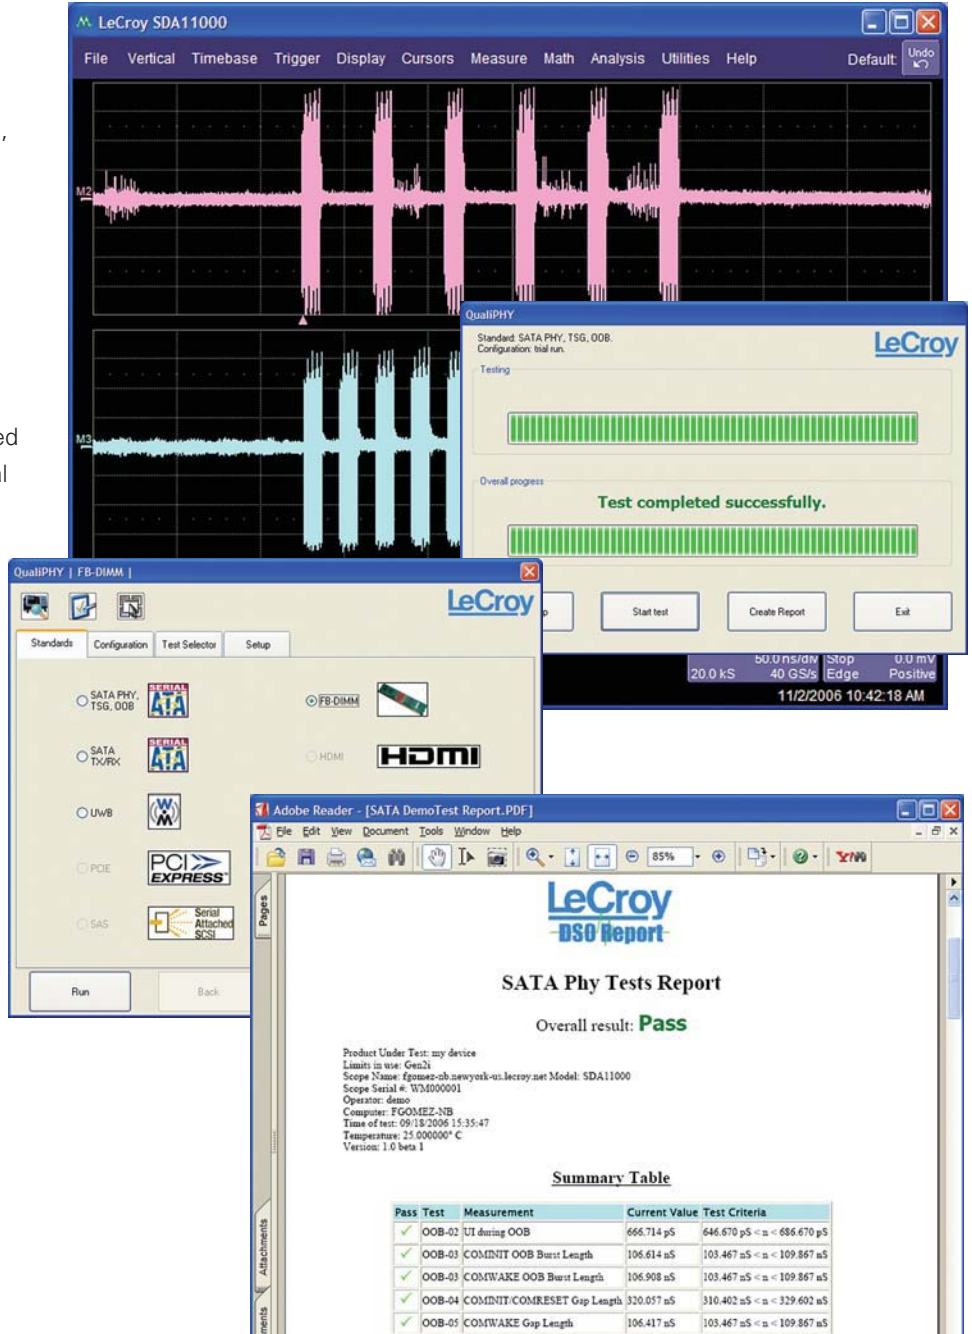 LeCroy SDA11000
File Vertical Timebase Trigger Display Cursors Measure Math Analysis Utilities Help Default: Undo
,
M2
QualiPHY
Standard: SATA PHY, TSG, OOB.
Configuration: trial run.
LeCroy
Testing
M3
ed
al
Overall progress
Test completed successfully.
p Start test Create Report Exit
50.0 ns/div Stop 0.0 mV
20.0 kS 40 GS/s Edge Positive
11/2/2006 10:42:18 AM
QualiPHY | FB-DIMM |
LeCroy
Standards Configuration Test Selector Setup
SATA PHY, TSG, OOB
SERIAL ATA
FB-DIMM
SATA TX/RX
SERIAL ATA
HDMI
HDMI
UWB
PCIE
PCI EXPRESS
SAS
Serial Attached SCSI
Run Back
Adobe Reader - [SATA DemoTest Report.PDF]
File Edit View Document Tools Window Help
85%
Pages
LeCroy
DSO Report
SATA Phy Tests Report
Overall result: Pass
Product Under Test: my device
Limits in use: Gen2i
Scope Name: fgomez-nb.newyork-us.lecroy.net Model: SDA11000
Scope Serial #: WM000001
Operator: demo
Computer: FGOMEZ-NB
Time of test: 09/18/2006 15:35:47
Temperature: 25.000000° C
Version: 1.0 beta 1
Summary Table
Pass Test Measurement Current Value Test Criteria
✓ OOB-02 UI during OOB 666.714 pS 646.670 pS < n < 686.670 pS
✓ OOB-03 COMINIT OOB Burst Length 106.614 nS 103.467 nS < n < 109.867 nS
✓ OOB-03 COMWAKE OOB Burst Length 106.908 nS 103.467 nS < n < 109.867 nS
✓ OOB-04 COMINIT/COMRESET Gap Length 320.057 nS 310.402 nS < n < 329.602 nS
✓ OOB-05 COMWAKE Gap Length 106.417 nS 103.467 nS < n < 109.867 nS
Attachments
ments